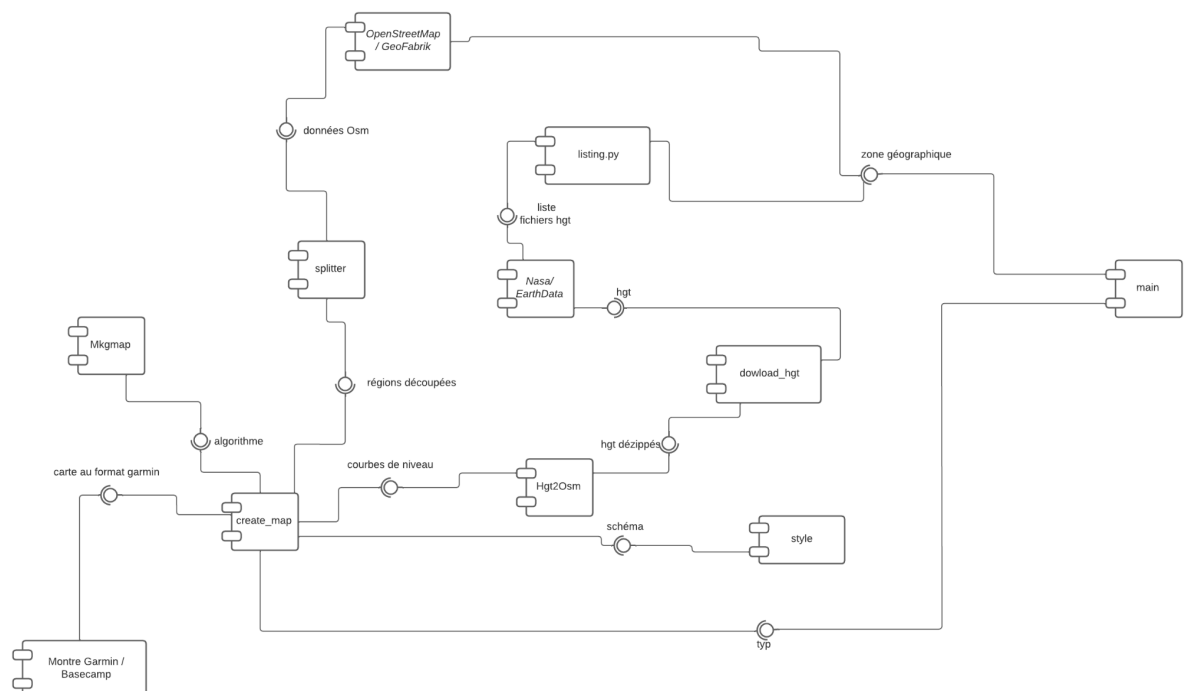 OpenStreetMap
/ GeoFabrik
données Osm
listing.py
zone géographique
liste
fichiers hgt
splitter
Nasa/
EarthData
hgt
main
Mkgmap
régions découpées
dowload_hgt
algorithme
hgt dézippés
carte au format garmin
courbes de niveau
Hgt2Osm
create_map
schéma
style
typ
Montre Garmin /
Basecamp